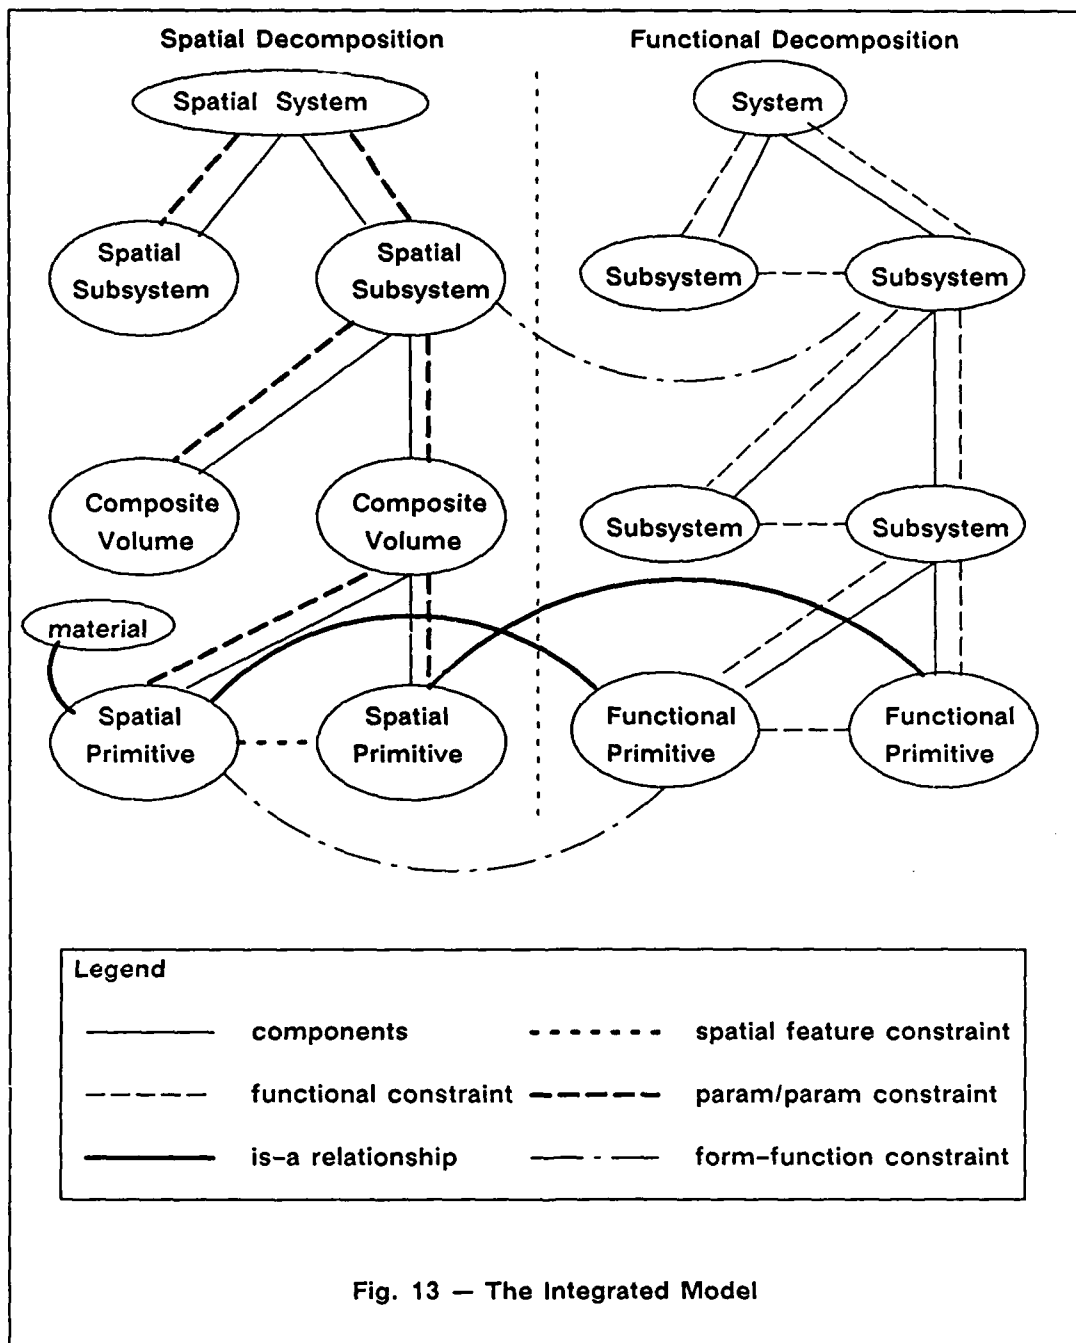 Spatial Decomposition
Functional Decomposition
Spatial System
System
Spatial
Subsystem
Spatial
Subsystem
Subsystem
Subsystem
Composite
Volume
Composite
Volume
Subsystem
Subsystem
material
Spatial
Primitive
Spatial
Primitive
Functional
Primitive
Functional
Primitive
Legend
components
spatial feature constraint
functional constraint
param/param constraint
is-a relationship
form-function constraint
Fig. 13 — The Integrated Model